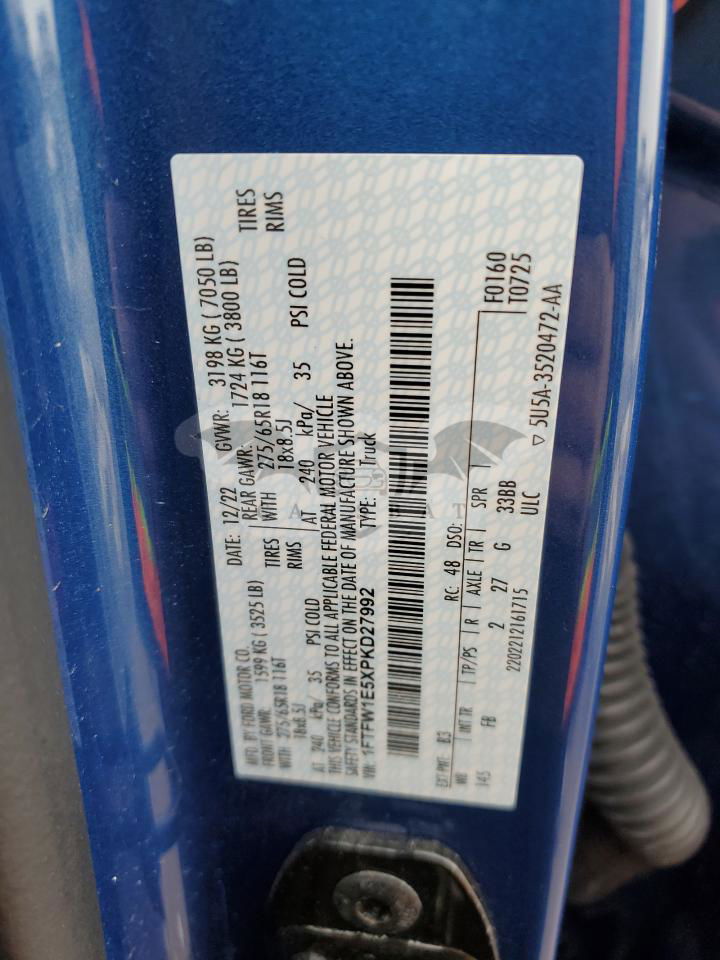 MFD. BY FORD MOTOR CO. DATE: 12/22 GVWR: 3198 KG ( 7050 LB)
FRONT GAWR: 1599 KG ( 3525 LB) REAR GAWR: 1724 KG ( 3800 LB)
275/65R18 116T TIRES WITH 275/65R18 116T TIRES
18x8.5J RIMS 18x8.5J RIMS
AT 240 kPa/ 35 PSI COLD AT 240 kPa/ 35 PSI COLD
THIS VEHICLE CONFORMS TO ALL APPLICABLE FEDERAL MOTOR VEHICLE
SAFETY STANDARDS IN EFFECT ON THE DATE OF MANUFACTURE SHOWN ABOVE.
VIN: 1FTFW1E5XPKD27992 TYPE: Truck
EXT PNT: B3 RC: 48 DSO: F0160
WB INT TR TP/PS R AXLE TR SPR T0725
145 FB 2 27 G 33BB
2202212161715 ULC ▽ 5U5A-3520472-AA